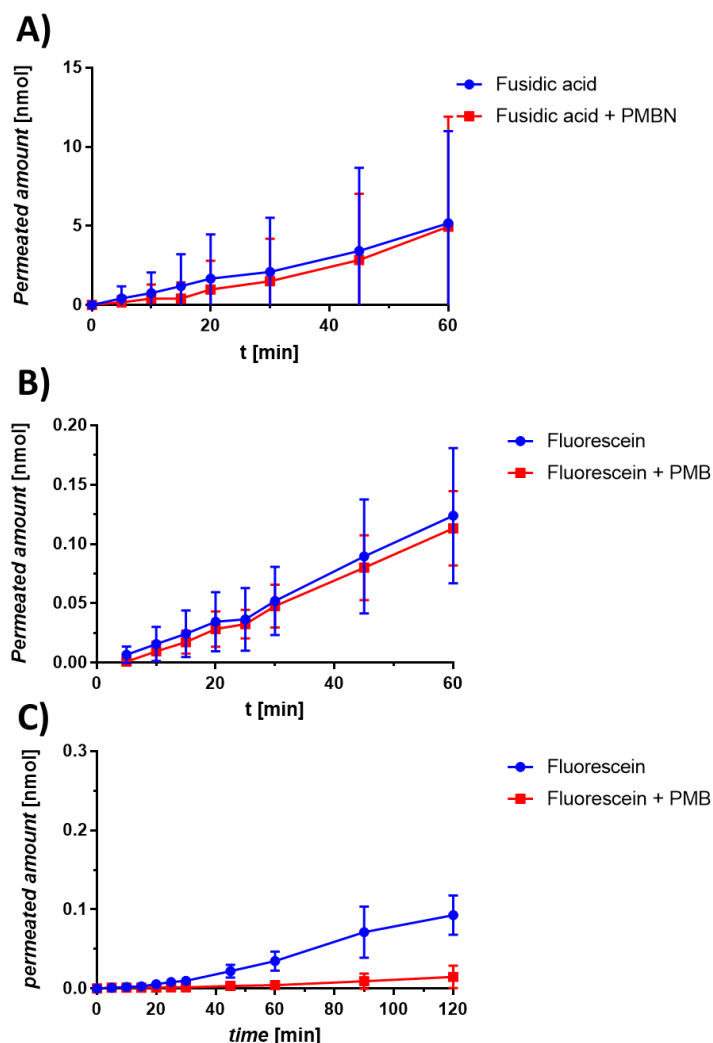 A)
15
10
5
0
Permeated amount [nmol]
0 20 40 60
t [min]
Fusidic acid
Fusidic acid + PMBN
B)
0.20
0.15
0.10
0.05
0.00
Permeated amount [nmol]
0 20 40 60
t [min]
Fluorescein
Fluorescein + PMB
C)
0.3
0.2
0.1
0.0
permeated amount [nmol]
0 20 40 60 80 100 120
time [min]
Fluorescein
Fluorescein + PMB